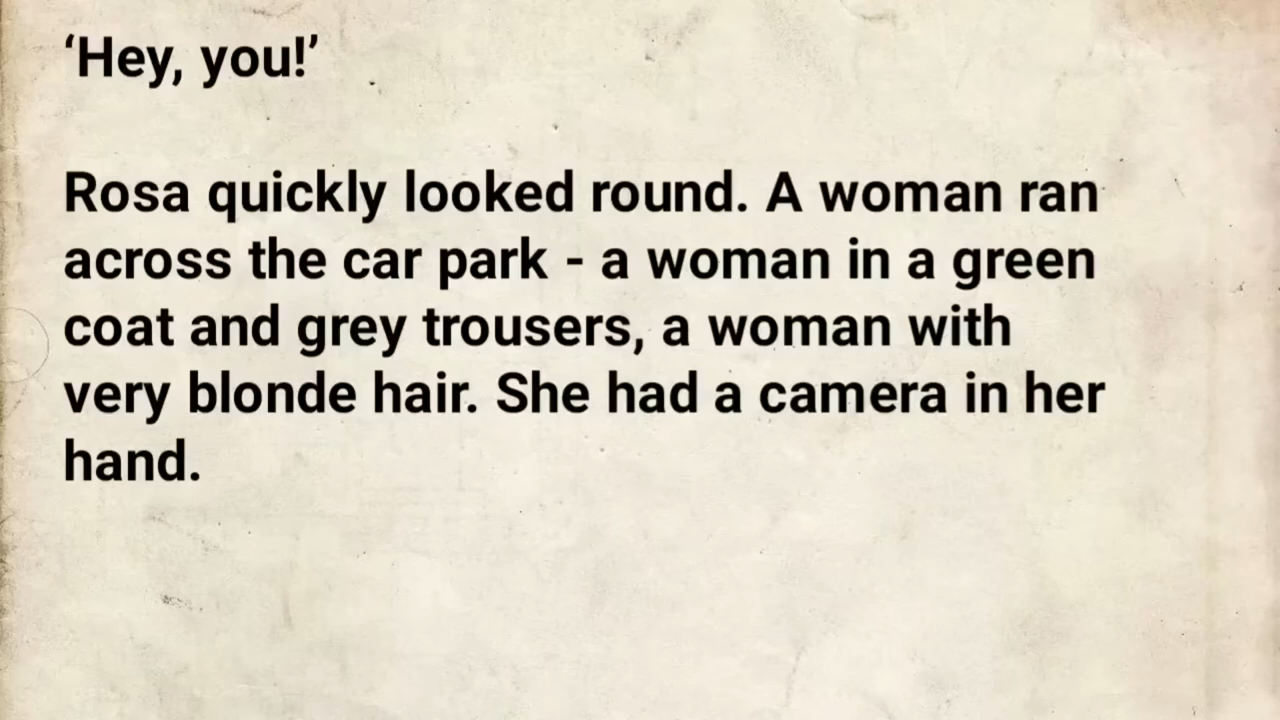 ‘Hey, you!’
Rosa quickly looked round. A woman ran
across the car park - a woman in a green
coat and grey trousers, a woman with
very blonde hair. She had a camera in her
hand.